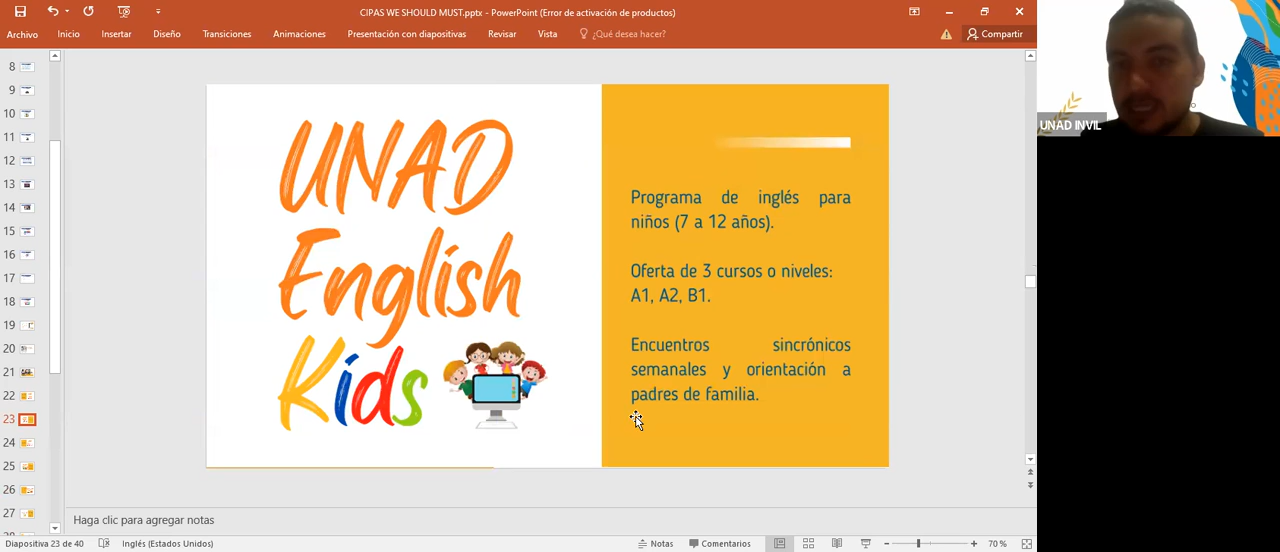 CIPAS WE SHOULD MUST.pptx - PowerPoint (Error de activación de productos)
Archivo
Inicio
Insertar
Diseño
Transiciones
Animaciones
Presentación con diapositivas
Revisar
Vista
¿Qué desea hacer?
Compartir
8
9
10
11
12
13
14
15
16
17
18
19
20
21
22
23
24
25
26
27
UNAD
English
Kids
Programa de inglés para
niños (7 a 12 años).
Oferta de 3 cursos o niveles:
A1, A2, B1.
Encuentros sincrónicos
semanales y orientación a
padres de familia.
UNAD INVIL
Haga clic para agregar notas
Diapositiva 23 de 40
Inglés (Estados Unidos)
Notas
Comentarios
70 %